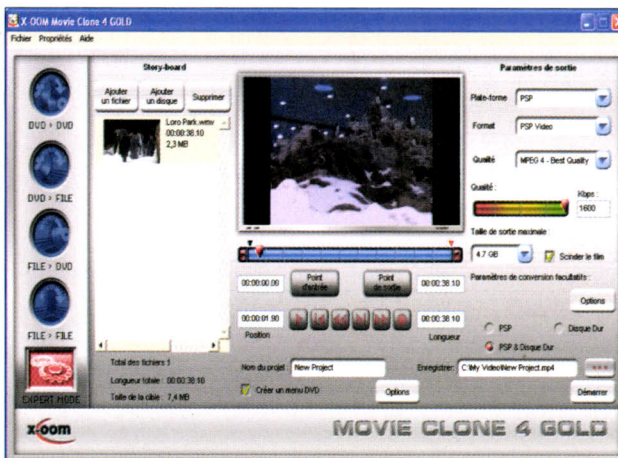 X-OOM Movie Clone 4 GOLD
Fichier Propriétés Aide
DVD > DVD
DVD > FILE
FILE > DVD
FILE > FILE
EXPERT MODE
Story-board
Ajouter un fichier
Ajouter un disque
Supprimer
Loro Park.wmv
00:00:38.10
2,3 MB
Total des fichiers 1
Longueur totale : 00:00:38.10
Taille de la cible : 7,4 MB
00:00:00.00
Point d'entrée
Point de sortie
00:00:38.10
00:00:01.90
00:00:38.10
Position
Longueur
Nom du projet : New Project
Créer un menu DVD
Options
Paramètres de sortie
Plate-forme PSP
Format PSP Video
Qualité MPEG 4 - Best Quality
Qualité :
Kbps :
1600
Taille de sortie maximale :
4.7 GB
Scinder le film
Paramètres de conversion facultatifs :
Options
PSP
Disque Dur
PSP & Disque Dur
Enregistrer: C:\My Video\New Project.mp4
Démarrer
x-oom
MOVIE CLONE 4 GOLD